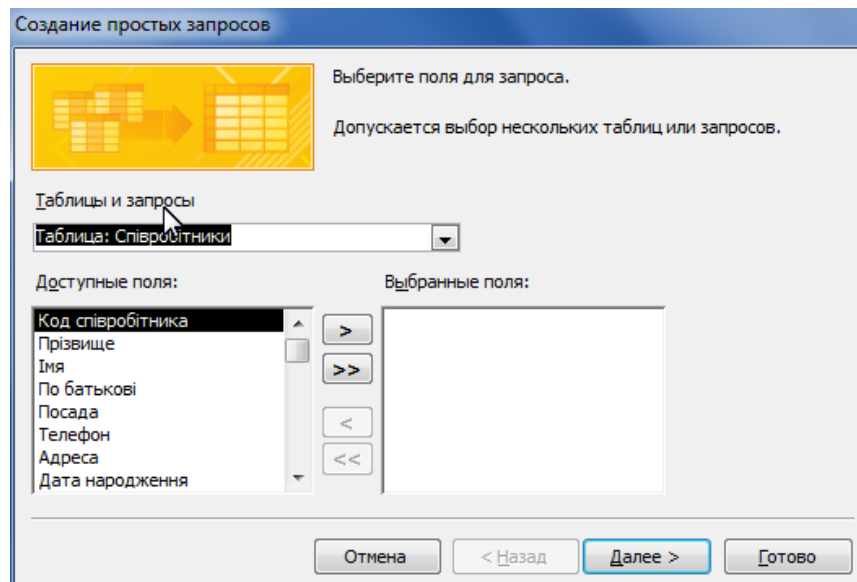 Создание простых запросов
Выберите поля для запроса.
Допускается выбор нескольких таблиц или запросов.
Таблицы и запросы
Таблица: Співробітники
Доступные поля:
Выбранные поля:
Код співробітника
Прізвище
Імя
По батькові
Посада
Телефон
Адреса
Дата народження
>
>>
<
<<
Отмена
< Назад
Далее >
Готово